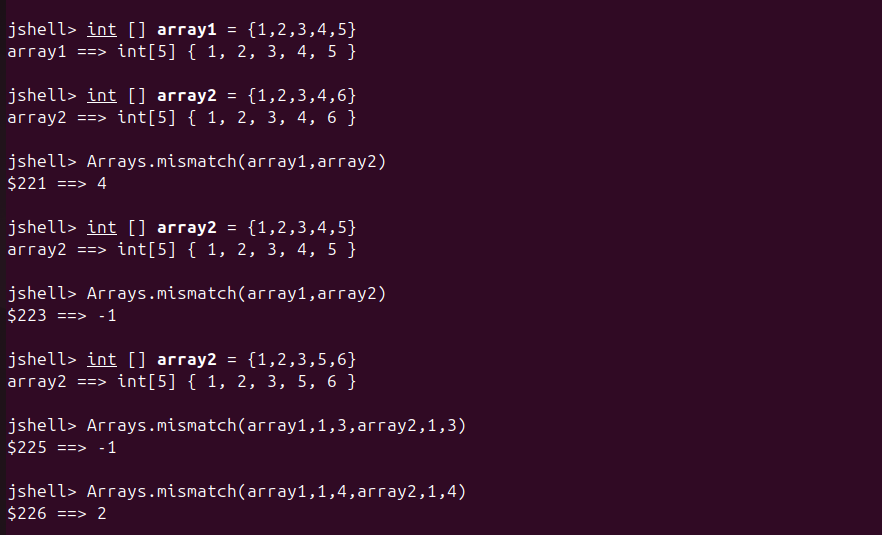 jshell> int [] array1 = {1,2,3,4,5}
array1 ==> int[5] { 1, 2, 3, 4, 5 }
jshell> int [] array2 = {1,2,3,4,6}
array2 ==> int[5] { 1, 2, 3, 4, 6 }
jshell> Arrays.mismatch(array1,array2)
$221 ==> 4
jshell> int [] array2 = {1,2,3,4,5}
array2 ==> int[5] { 1, 2, 3, 4, 5 }
jshell> Arrays.mismatch(array1,array2)
$223 ==> -1
jshell> int [] array2 = {1,2,3,5,6}
array2 ==> int[5] { 1, 2, 3, 5, 6 }
jshell> Arrays.mismatch(array1,1,3,array2,1,3)
$225 ==> -1
jshell> Arrays.mismatch(array1,1,4,array2,1,4)
$226 ==> 2